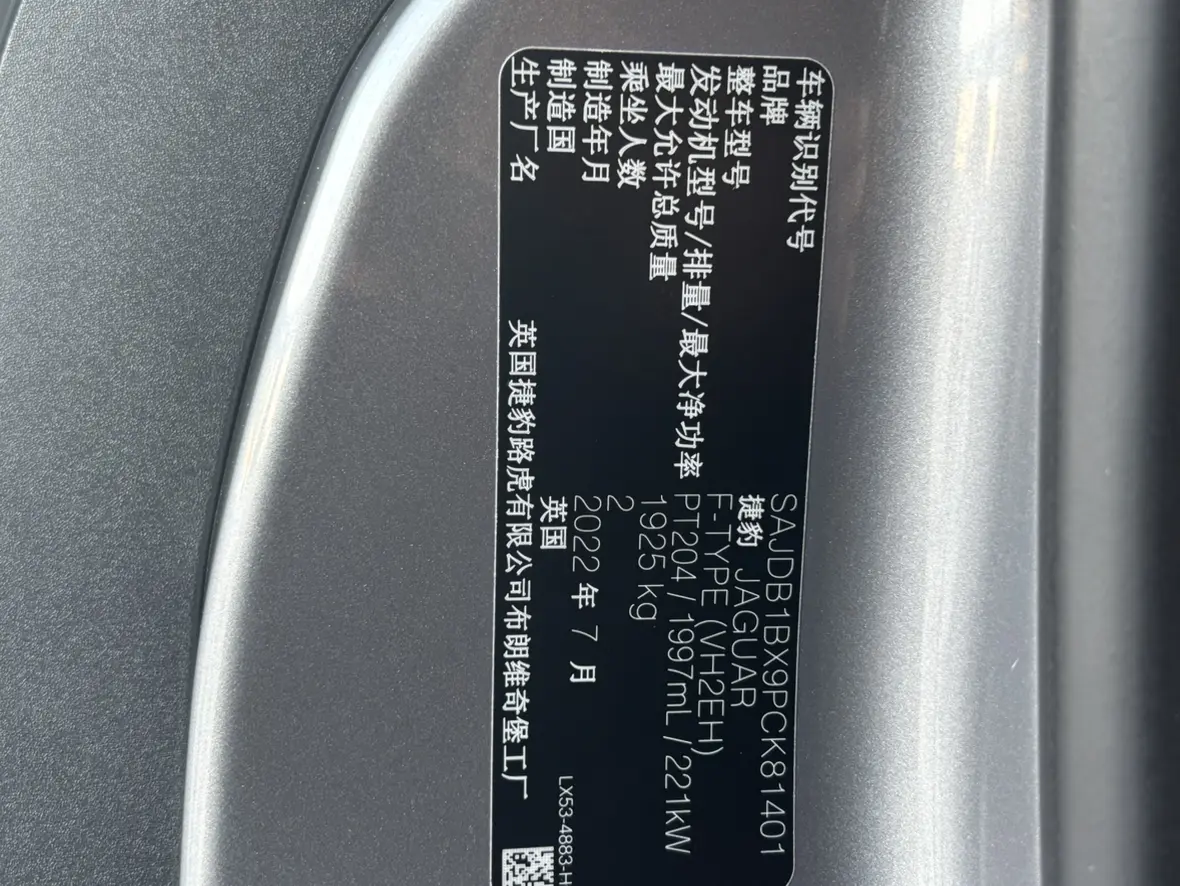 车辆识别代号 SAJDB1BX9PCK81401
品牌 捷豹 JAGUAR
整车型号 F-TYPE (VH2EH)
发动机型号/排量/最大净功率 PT204 / 1997mL / 221kW
最大允许总质量 1925 kg
乘坐人数 2
制造年月 2022 年 7 月
制造国 英国
生产厂名 英国捷豹路虎有限公司布朗维奇堡工厂
LX53-4883-H